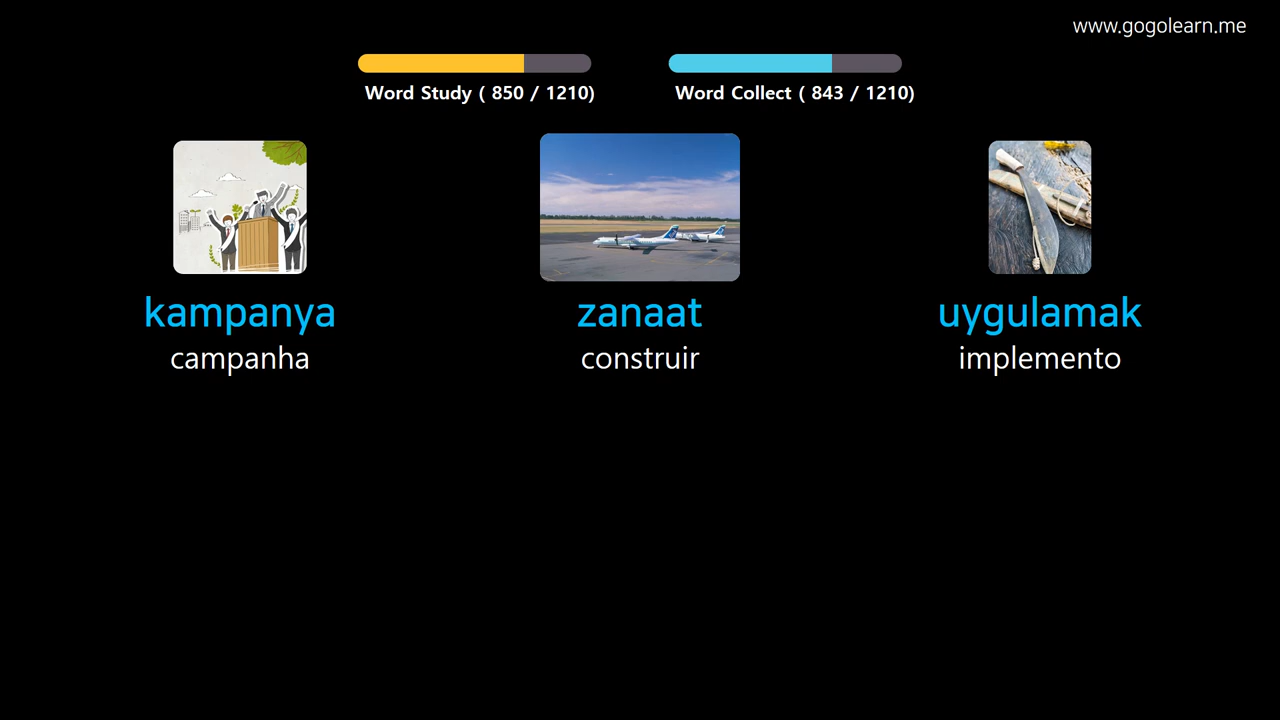 www.gogolearn.me
Word Study ( 850 / 1210)
Word Collect ( 843 / 1210)
kampanya
campanha
zanaat
construir
uygulamak
implemento